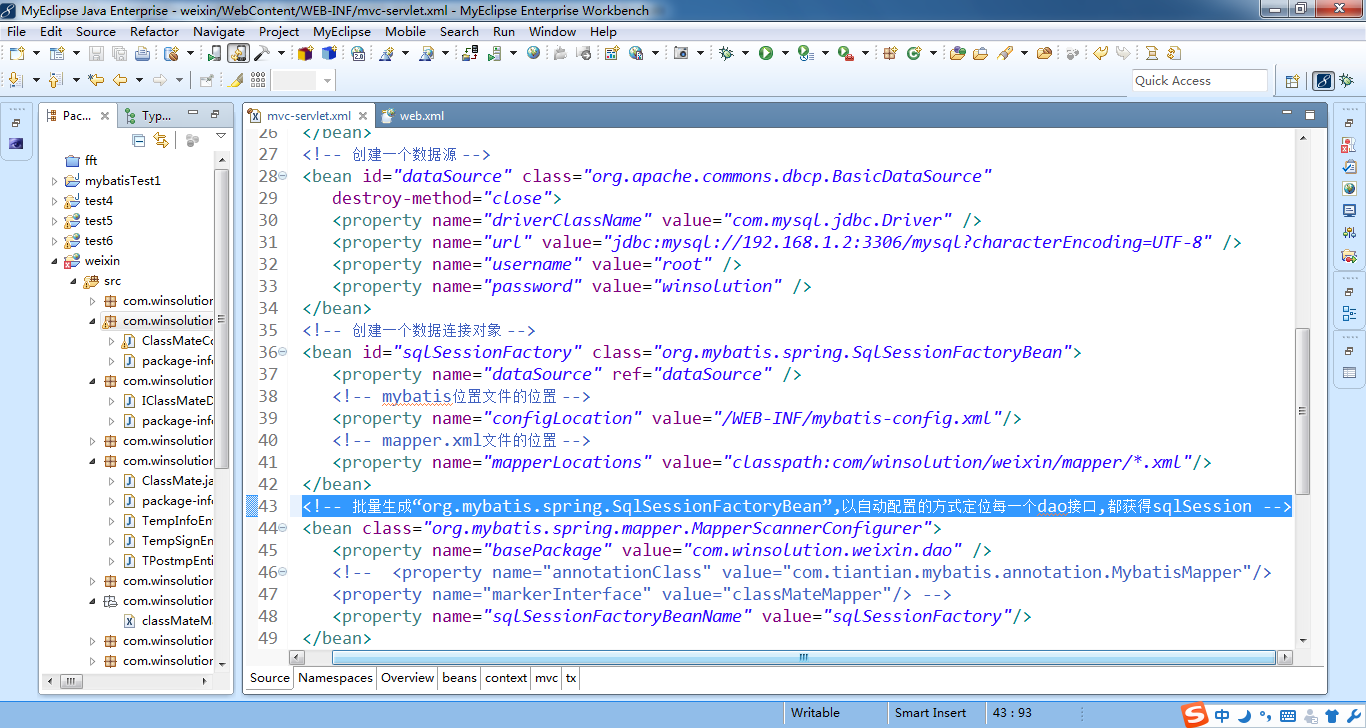 MyEclipse Java Enterprise - weixin/WebContent/WEB-INF/mvc-servlet.xml - MyEclipse Enterprise Workbench
File Edit Source Refactor Navigate Project MyEclipse Mobile Search Run Window Help
Quick Access
Pac...
Typ...
fft
mybatisTest1
test4
test5
test6
weixin
src
com.winsolution
com.winsolution
ClassMateCo
package-info
com.winsolution
IClassMateD
package-info
com.winsolution
com.winsolution
ClassMate.ja
package-info
TempInfoEn
TempSignEn
TPostmpEnti
com.winsolution
com.winsolution
classMateM
com.winsolution
com.winsolution
mvc-servlet.xml
web.xml
26 </bean>
27 <!-- 创建一个数据源 -->
28 <bean id="dataSource" class="org.apache.commons.dbcp.BasicDataSource"
29 destroy-method="close">
30 <property name="driverClassName" value="com.mysql.jdbc.Driver" />
31 <property name="url" value="jdbc:mysql://192.168.1.2:3306/mysql?characterEncoding=UTF-8" />
32 <property name="username" value="root" />
33 <property name="password" value="winsolution" />
34 </bean>
35 <!-- 创建一个数据连接对象 -->
36 <bean id="sqlSessionFactory" class="org.mybatis.spring.SqlSessionFactoryBean">
37 <property name="dataSource" ref="dataSource" />
38 <!-- mybatis位置文件的位置 -->
39 <property name="configLocation" value="/WEB-INF/mybatis-config.xml"/>
40 <!-- mapper.xml文件的位置 -->
41 <property name="mapperLocations" value="classpath:com/winsolution/weixin/mapper/*.xml"/>
42 </bean>
43 <!-- 批量生成“org.mybatis.spring.SqlSessionFactoryBean”,以自动配置的方式定位每一个dao接口,都获得sqlSession -->
44 <bean class="org.mybatis.spring.mapper.MapperScannerConfigurer">
45 <property name="basePackage" value="com.winsolution.weixin.dao" />
46 <!-- <property name="annotationClass" value="com.tiantian.mybatis.annotation.MybatisMapper"/>
47 <property name="markerInterface" value="classMateMapper"/> -->
48 <property name="sqlSessionFactoryBeanName" value="sqlSessionFactory"/>
49 </bean>
Source Namespaces Overview beans context mvc tx
Writable Smart Insert 43 : 93
S 中